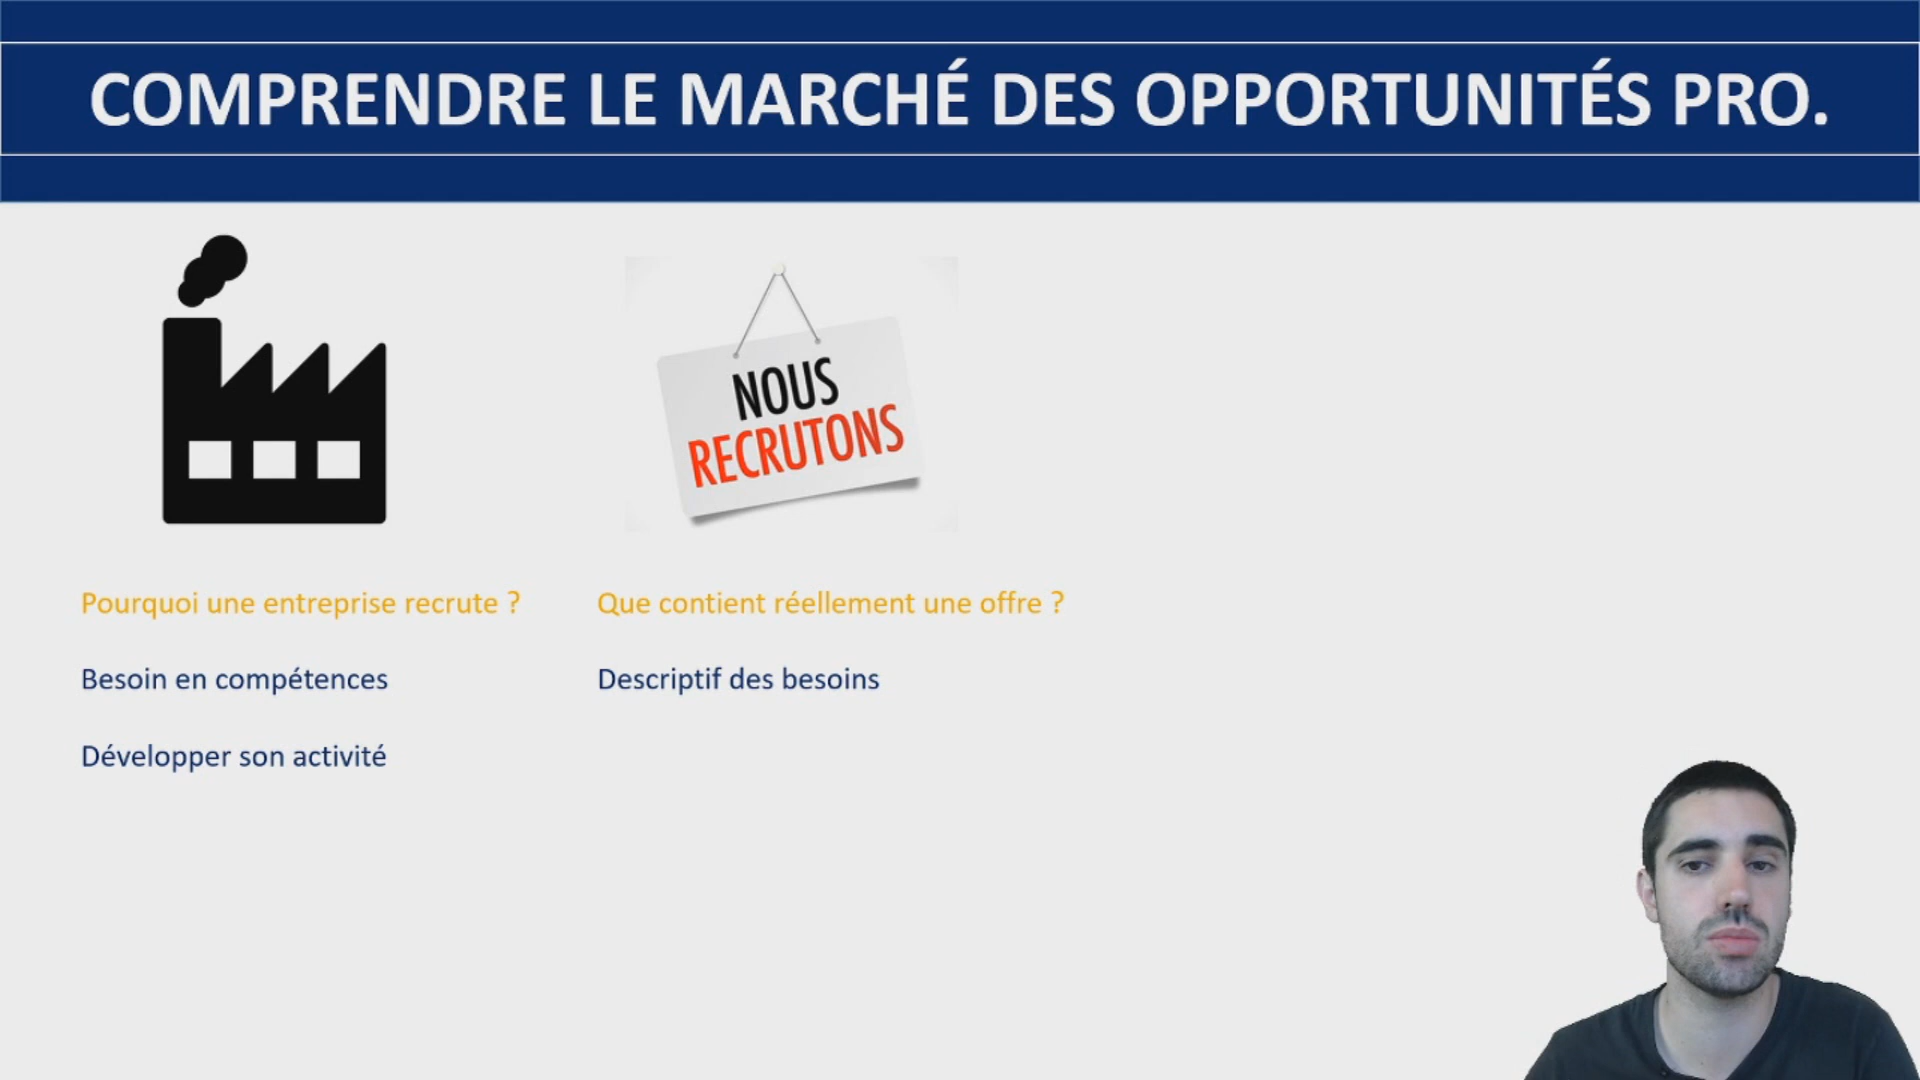 COMPRENDRE LE MARCHÉ DES OPPORTUNITÉS PRO.
NOUS
RECRUTONS
Pourquoi une entreprise recrute ?
Besoin en compétences
Développer son activité
Que contient réellement une offre ?
Descriptif des besoins